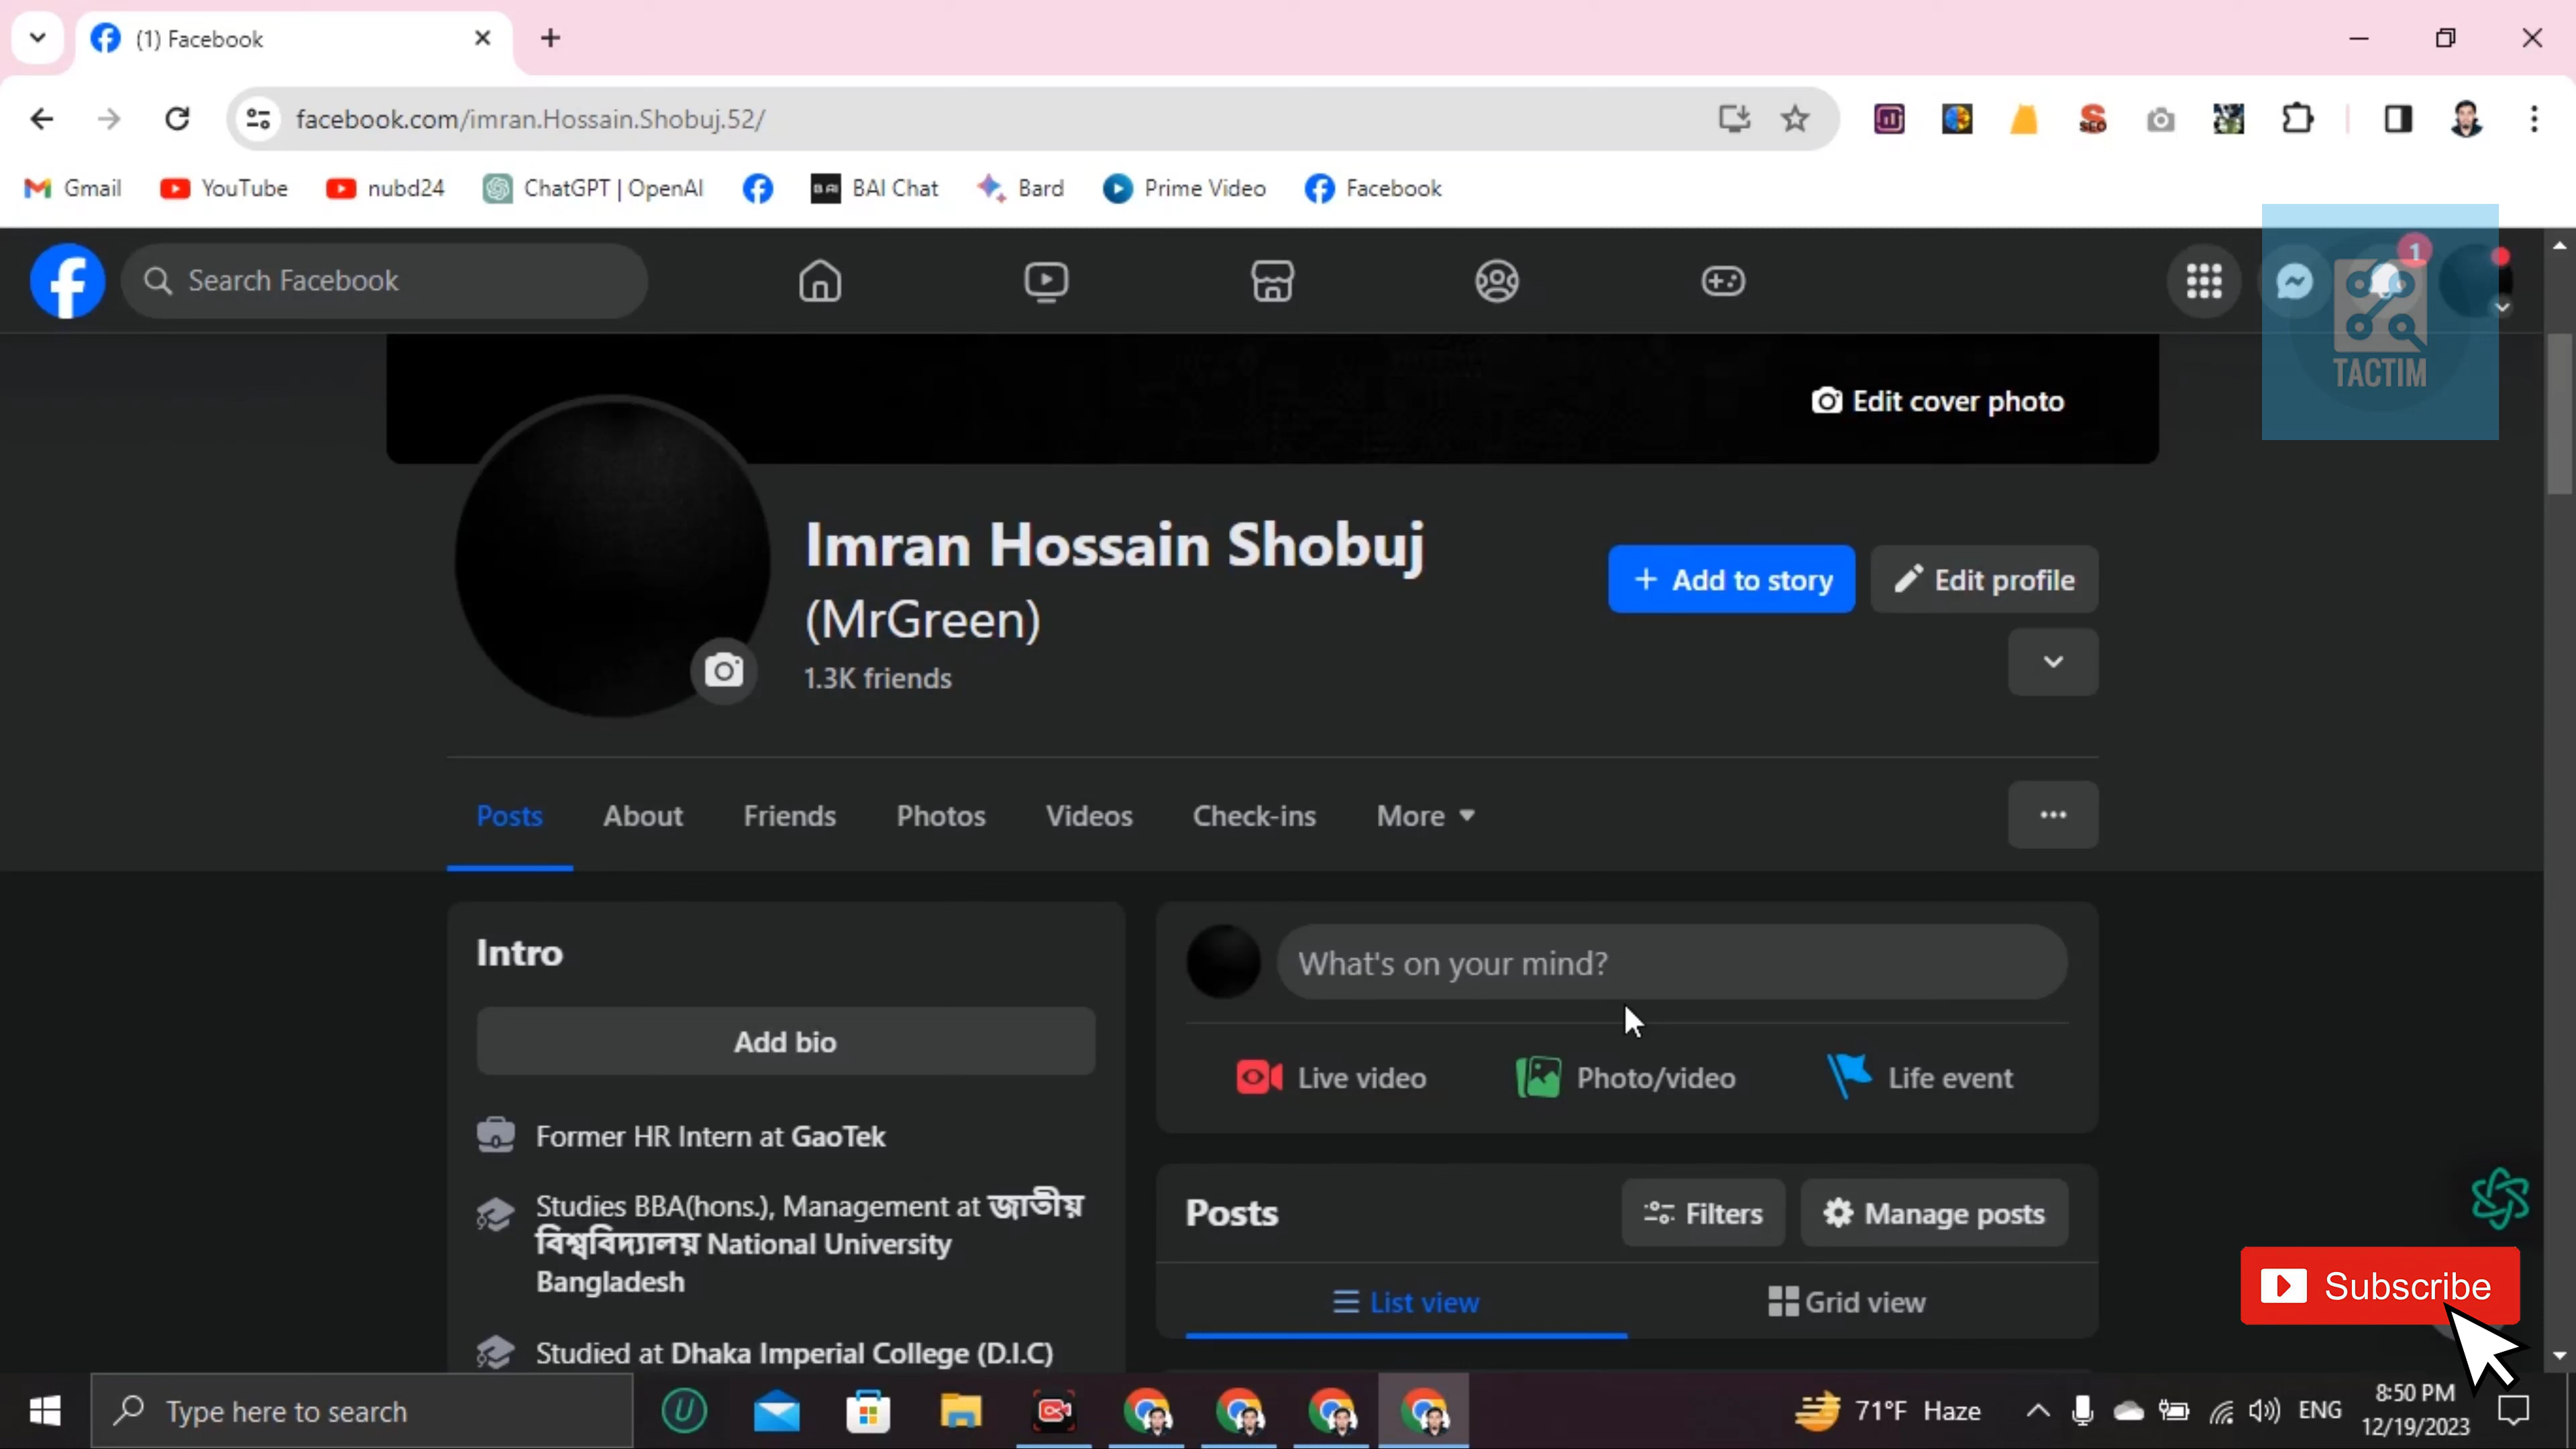 (1) Facebook
facebook.com/imran.Hossain.Shobuj.52/
SEO
Gmail YouTube nubd24 ChatGPT | OpenAI BAI BAI Chat Bard Prime Video Facebook
Search Facebook
1
TACTIM
Edit cover photo
Imran Hossain Shobuj
(MrGreen)
1.3K friends
+ Add to story
Edit profile
Posts About Friends Photos Videos Check-ins More
Intro
Add bio
Former HR Intern at GaoTek
Studies BBA(hons.), Management at জাতীয়
বিশ্ববিদ্যালয় National University
Bangladesh
Studied at Dhaka Imperial College (D.I.C)
What's on your mind?
Live video Photo/video Life event
Posts Filters Manage posts
List view Grid view
Subscribe
Type here to search
71°F Haze
ENG
8:50 PM
12/19/2023